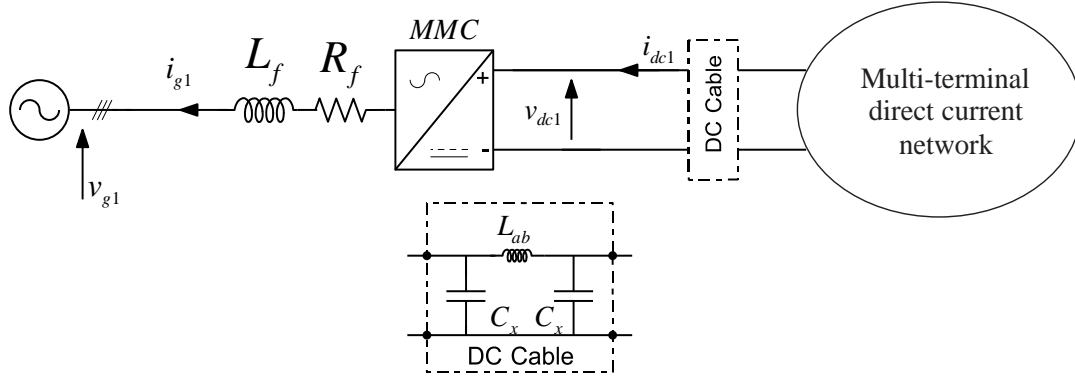 MMC
i_g1
L_f
R_f
+
-
v_g1
v_dc1
i_dc1
DC Cable
Multi-terminal
direct current
network
L_ab
C_x C_x
DC Cable